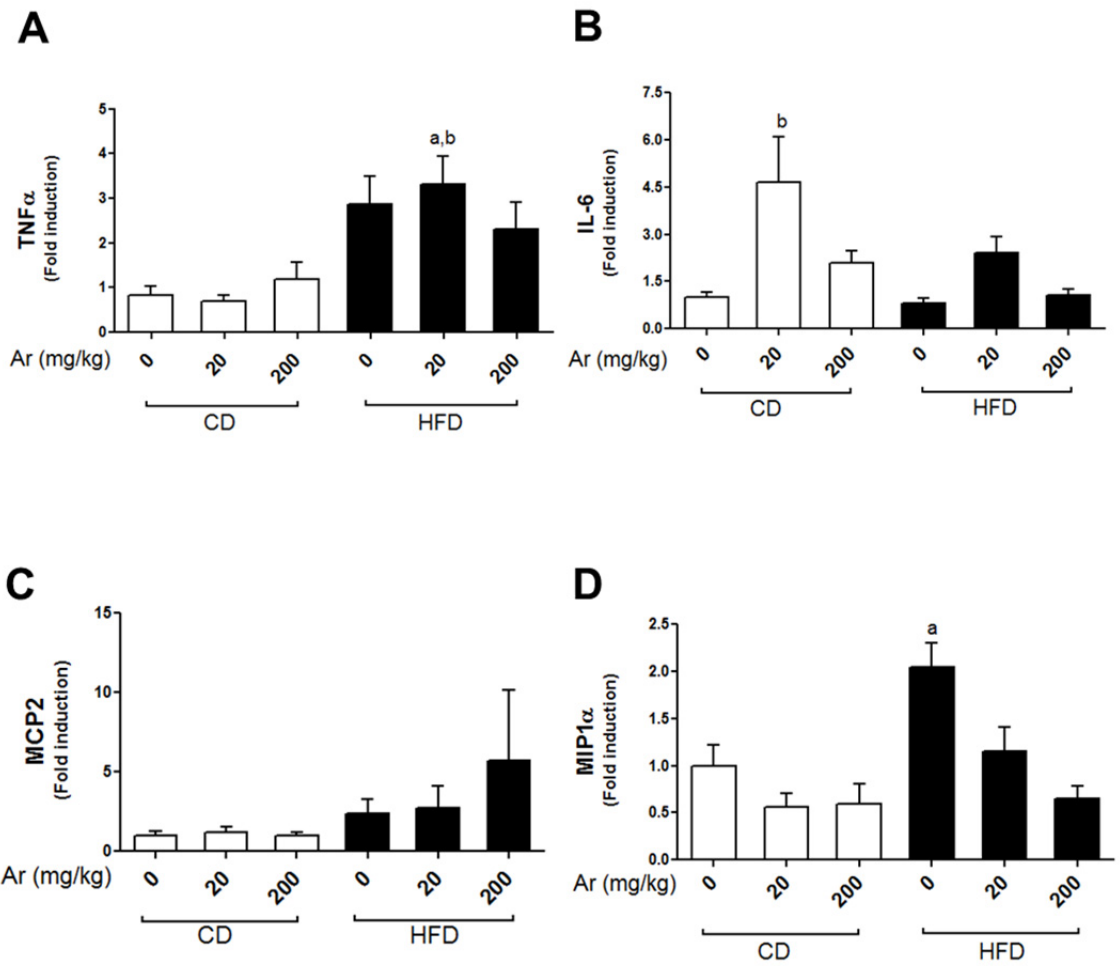 A
TNFα
(Fold induction)
5
4
3
2
1
0
a,b
Ar (mg/kg)
0
20
200
0
20
200
CD
HFD
B
IL-6
(Fold induction)
7.5
6.0
4.5
3.0
1.5
0.0
b
Ar (mg/kg)
0
20
200
0
20
200
CD
HFD
C
MCP2
(Fold induction)
15
10
5
0
Ar (mg/kg)
0
20
200
0
20
200
CD
HFD
D
MIP1α
(Fold induction)
2.5
2.0
1.5
1.0
0.5
0.0
a
Ar (mg/kg)
0
20
200
0
20
200
CD
HFD